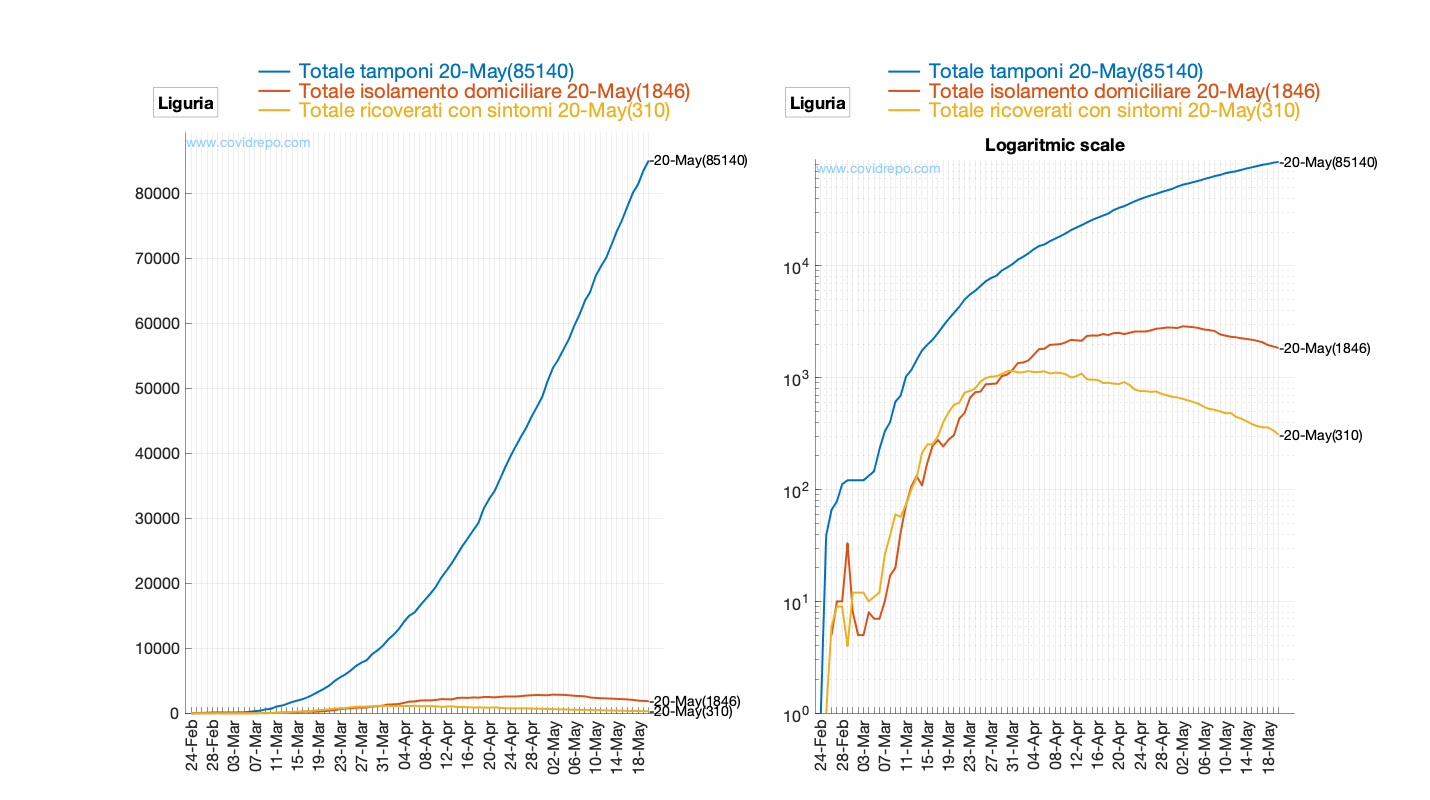 Totale tamponi 20-May(85140)
Totale isolamento domiciliare 20-May(1846)
Totale ricoverati con sintomi 20-May(310)
Liguria
www.covidrepo.com
-20-May(85140)
80000
70000
60000
50000
40000
30000
20000
10000
0
-20-May(1846)
-20-May(310)
24-Feb
28-Feb
03-Mar
07-Mar
11-Mar
15-Mar
19-Mar
23-Mar
27-Mar
31-Mar
04-Apr
08-Apr
12-Apr
16-Apr
20-Apr
24-Apr
28-Apr
02-May
06-May
10-May
14-May
18-May
Totale tamponi 20-May(85140)
Totale isolamento domiciliare 20-May(1846)
Totale ricoverati con sintomi 20-May(310)
Liguria
Logaritmic scale
www.covidrepo.com
-20-May(85140)
10^4
10^3
10^2
10^1
10^0
-20-May(1846)
-20-May(310)
24-Feb
28-Feb
03-Mar
07-Mar
11-Mar
15-Mar
19-Mar
23-Mar
27-Mar
31-Mar
04-Apr
08-Apr
12-Apr
16-Apr
20-Apr
24-Apr
28-Apr
02-May
06-May
10-May
14-May
18-May